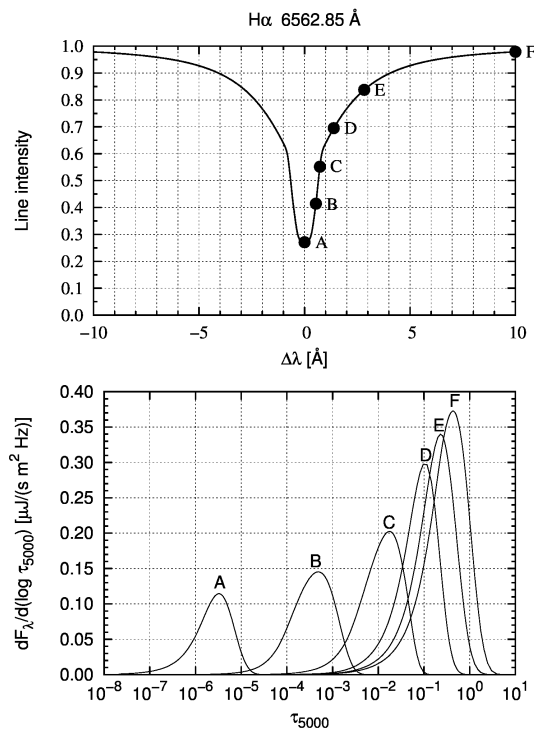 Hα 6562.85 Å
Line intensity
1.0
0.9
0.8
0.7
0.6
0.5
0.4
0.3
0.2
0.1
0.0
F
E
D
C
B
A
−10
−5
0
5
10
Δλ [Å]
dF_λ/d(log τ_5000) [μJ/(s m² Hz)]
0.40
0.35
0.30
0.25
0.20
0.15
0.10
0.05
0.00
A
B
C
D
E
F
10⁻⁸ 10⁻⁷ 10⁻⁶ 10⁻⁵ 10⁻⁴ 10⁻³ 10⁻² 10⁻¹ 10⁰ 10¹
τ_5000